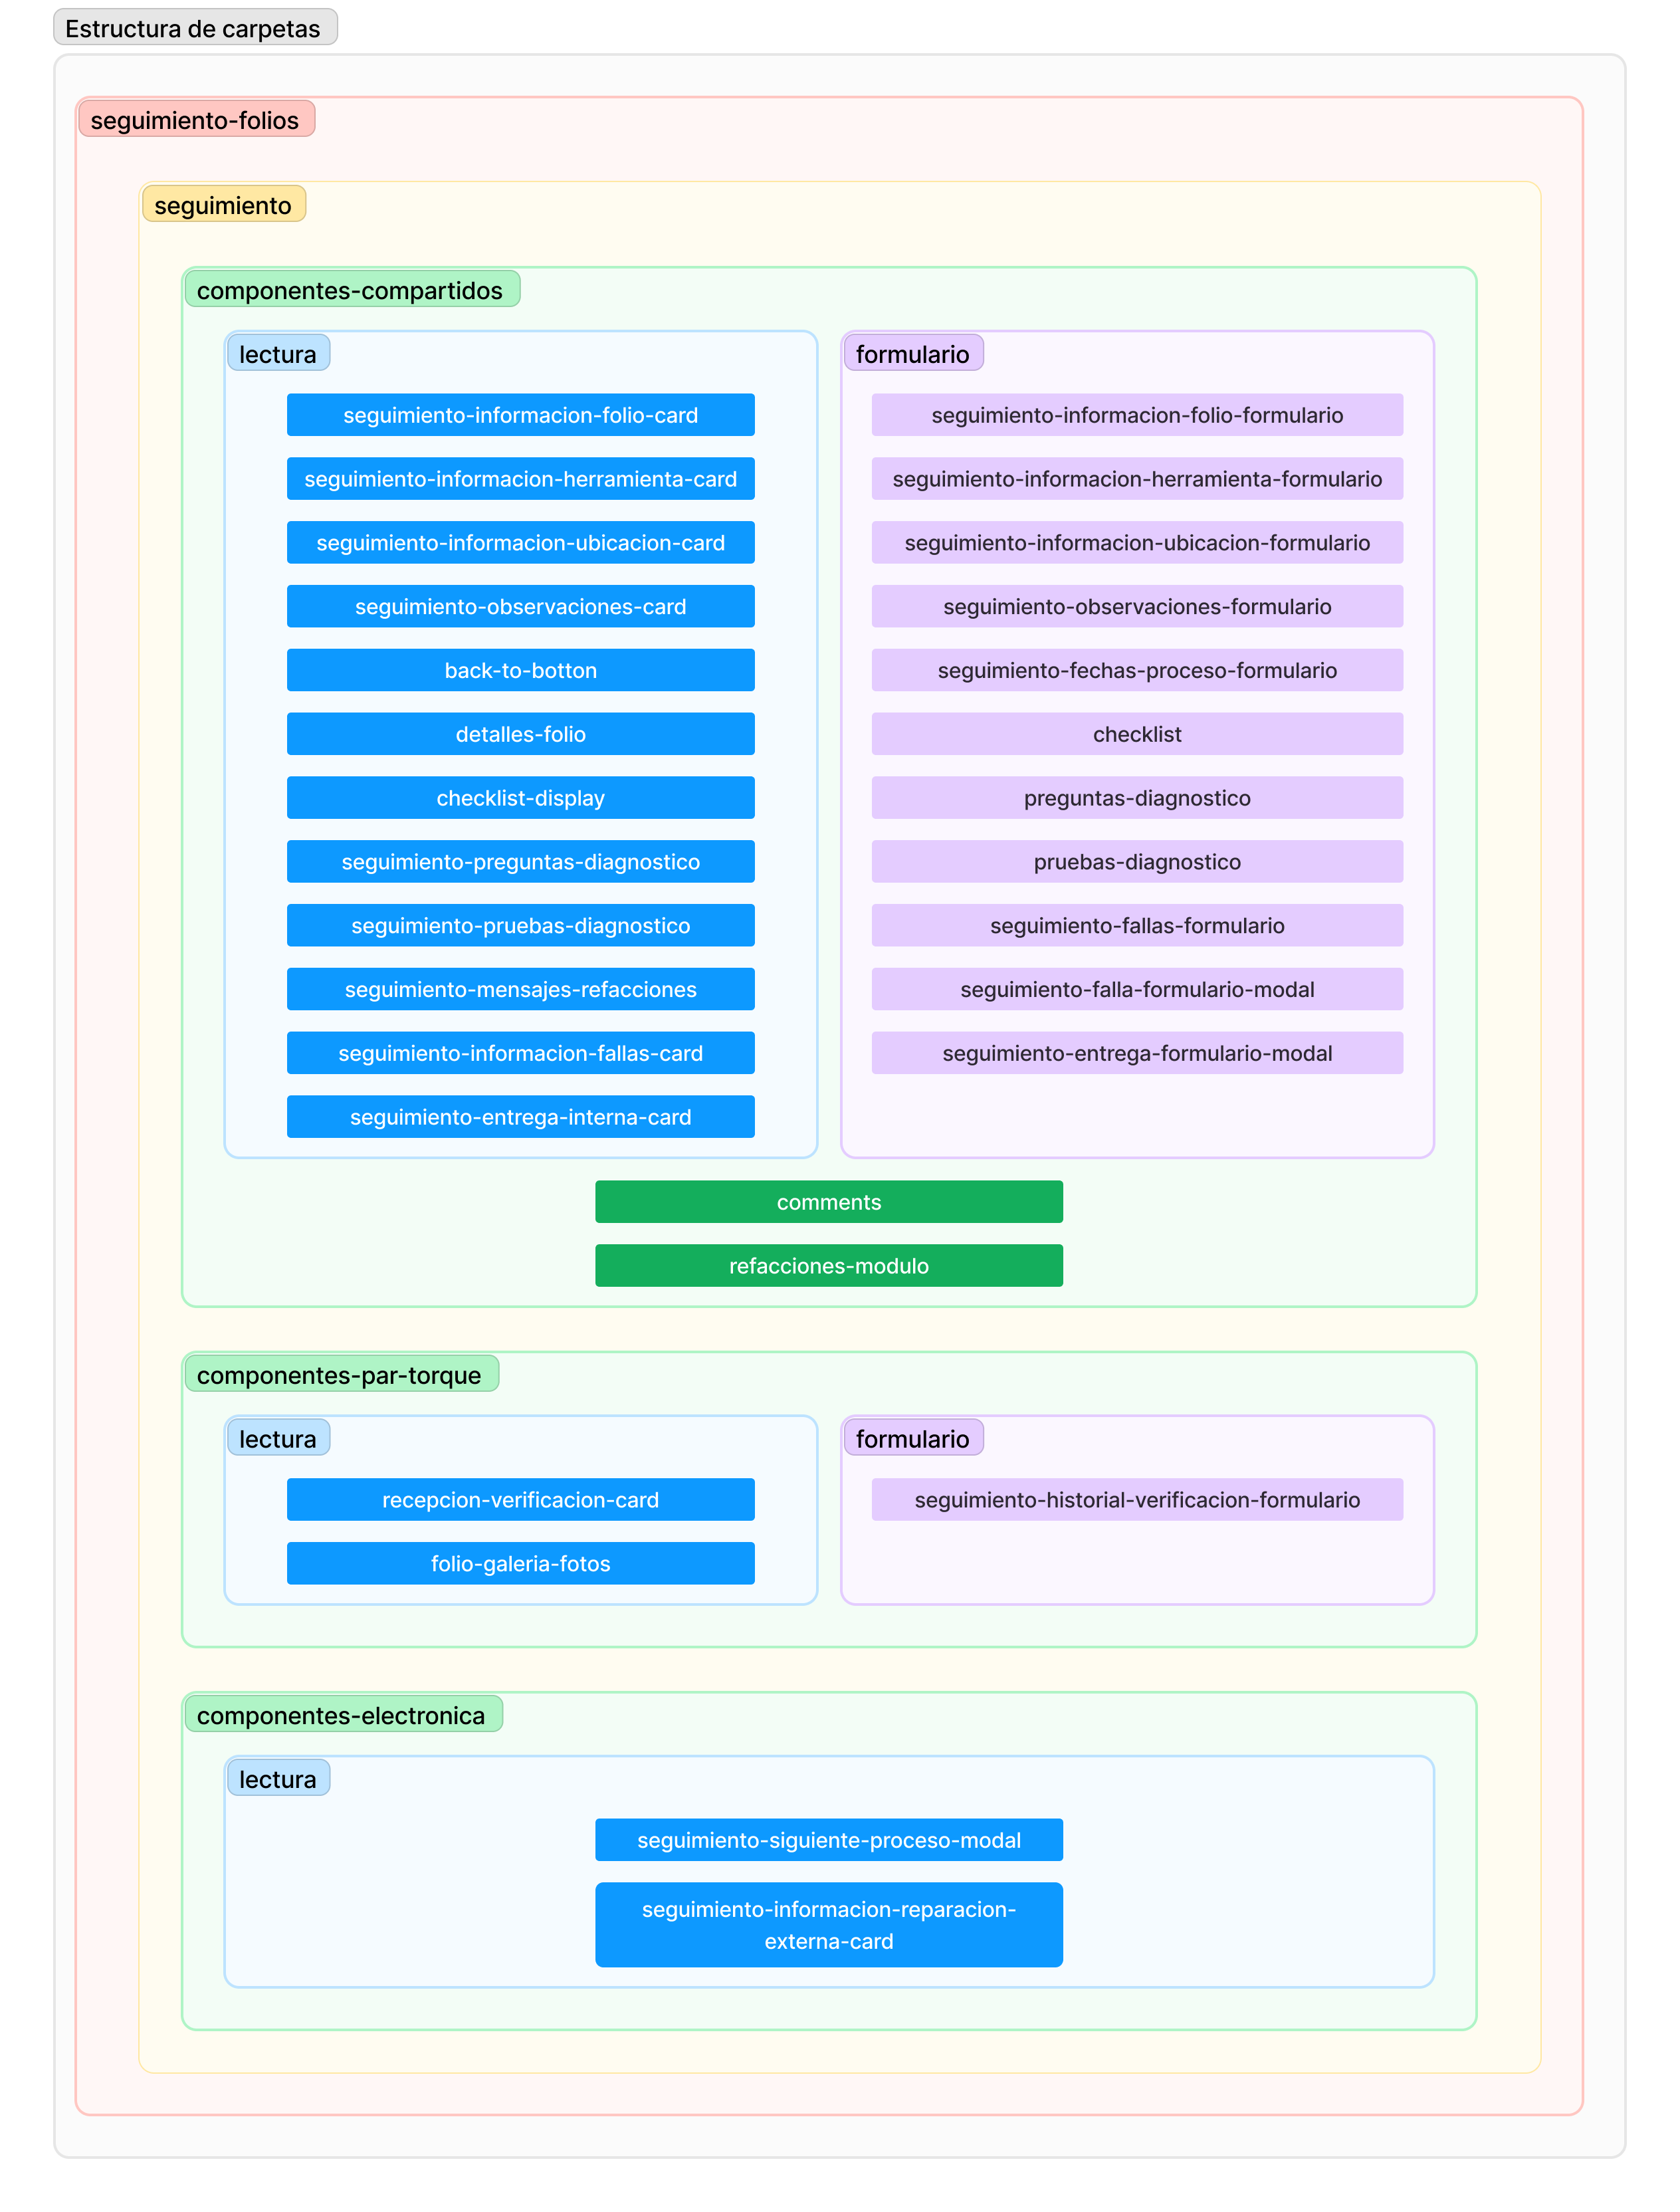 Estructura de carpetas
seguimiento-folios
seguimiento
componentes-compartidos
lectura
seguimiento-informacion-folio-card
seguimiento-informacion-herramienta-card
seguimiento-informacion-ubicacion-card
seguimiento-observaciones-card
back-to-botton
detalles-folio
checklist-display
seguimiento-preguntas-diagnostico
seguimiento-pruebas-diagnostico
seguimiento-mensajes-refacciones
seguimiento-informacion-fallas-card
seguimiento-entrega-interna-card
formulario
seguimiento-informacion-folio-formulario
seguimiento-informacion-herramienta-formulario
seguimiento-informacion-ubicacion-formulario
seguimiento-observaciones-formulario
seguimiento-fechas-proceso-formulario
checklist
preguntas-diagnostico
pruebas-diagnostico
seguimiento-fallas-formulario
seguimiento-falla-formulario-modal
seguimiento-entrega-formulario-modal
comments
refacciones-modulo
componentes-par-torque
lectura
recepcion-verificacion-card
folio-galeria-fotos
formulario
seguimiento-historial-verificacion-formulario
componentes-electronica
lectura
seguimiento-siguiente-proceso-modal
seguimiento-informacion-reparacion-
externa-card